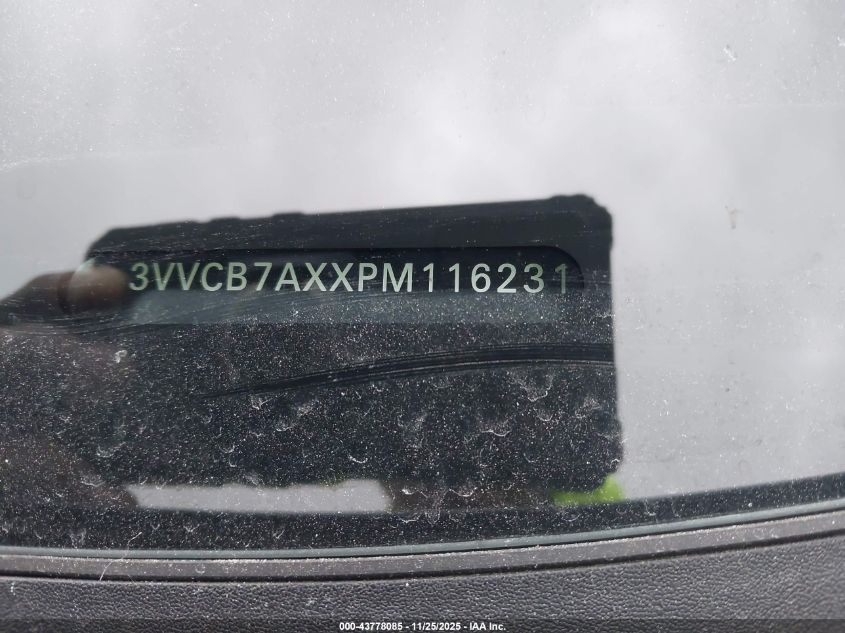 3VVCB7AXXPM116231
000-43778085 - 11/25/2025 - IAA Inc.